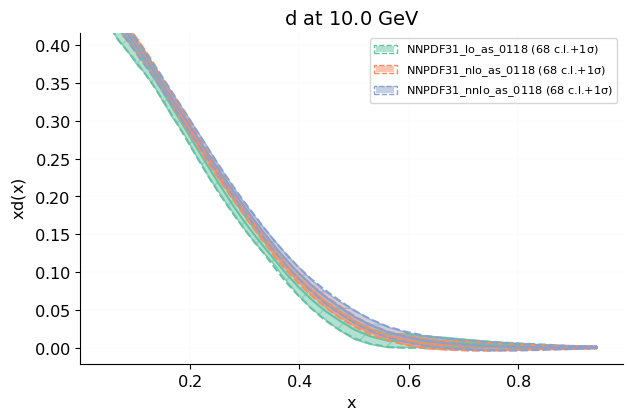 d at 10.0 GeV
NNPDF31_lo_as_0118 (68 c.l.+1σ)
NNPDF31_nlo_as_0118 (68 c.l.+1σ)
NNPDF31_nnlo_as_0118 (68 c.l.+1σ)
xd(x)
0.40
0.35
0.30
0.25
0.20
0.15
0.10
0.05
0.00
0.2 0.4 0.6 0.8
x